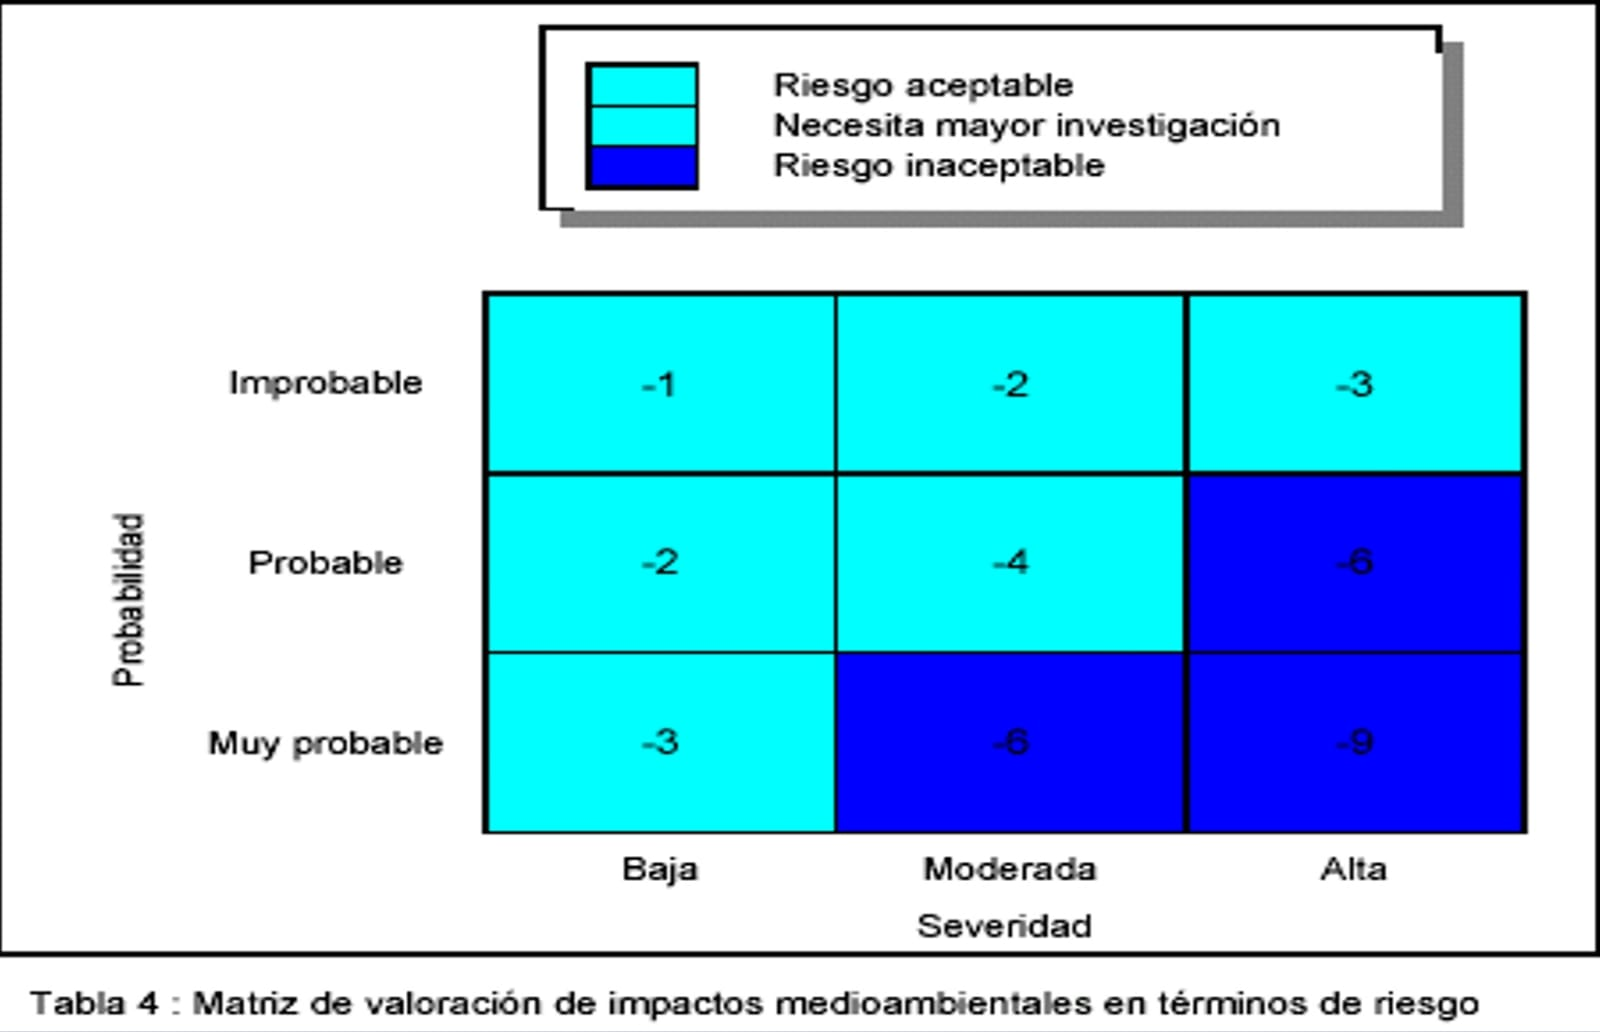 Riesgo aceptable
Necesita mayor investigación
Riesgo inaceptable
Improbable -1 -2 -3
Probabilidad
Probable -2 -4 -6
Muy probable -3 -6 -9
Baja Moderada Alta
Severidad
Tabla 4 : Matriz de valoración de impactos medioambientales en términos de riesgo